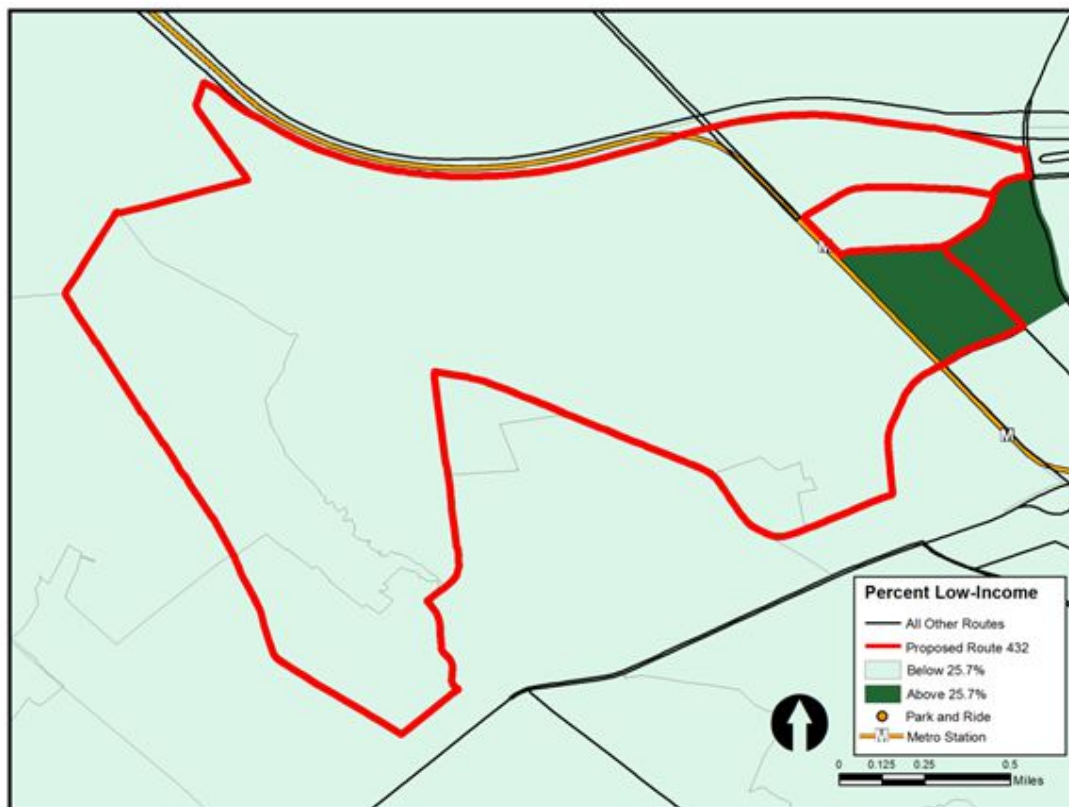 M
M
Percent Low-Income
All Other Routes
Proposed Route 432
Below 25.7%
Above 25.7%
Park and Ride
M Metro Station
0 0.125 0.25 0.5
Miles